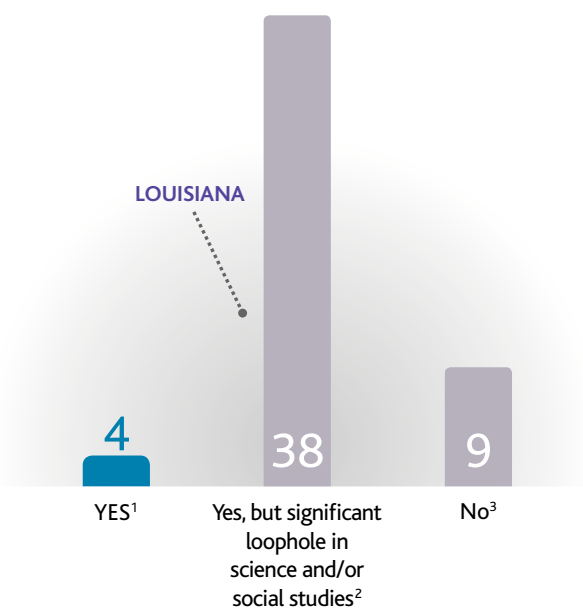 LOUISIANA
4
38
9
YES¹
Yes, but significant
loophole in
science and/or
social studies²
No³